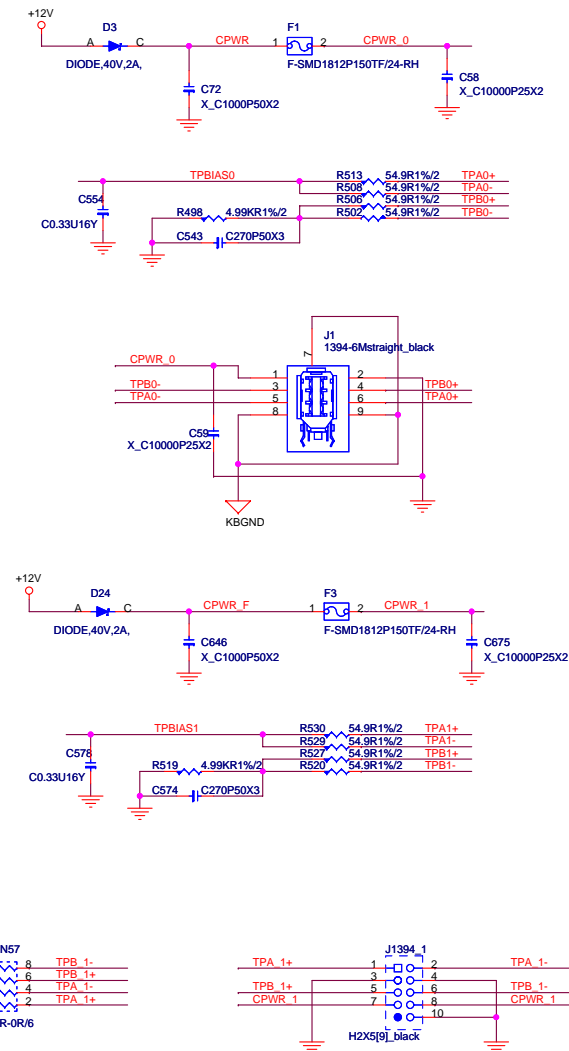 +12V
D3
F1
A C CPWR 1 2 CPWR_0
DIODE,40V,2A,
F-SMD1812P150TF/24-RH
C72
X_C1000P50X2
C58
X_C10000P25X2
TPBIAS0
R513 54.9R1%/2 TPA0+
R508 54.9R1%/2 TPA0-
R506 54.9R1%/2 TPB0+
R502 54.9R1%/2 TPB0-
C554
C0.33U16Y
R498 4.99KR1%/2
C543 C270P50X3
J1
1394-6Mstraight_black
7
CPWR_0
1 2
TPB0- 3 4 TPB0+
TPA0- 5 6 TPA0+
8 9
C59
X_C10000P25X2
KBGND
+12V
D24
F3
A C CPWR_F 1 2 CPWR_1
DIODE,40V,2A,
F-SMD1812P150TF/24-RH
C646
X_C1000P50X2
C675
X_C10000P25X2
TPBIAS1
R530 54.9R1%/2 TPA1+
R529 54.9R1%/2 TPA1-
R527 54.9R1%/2 TPB1+
R520 54.9R1%/2 TPB1-
C578
C0.33U16Y
R519 4.99KR1%/2
C574 C270P50X3
N57
8 TPB_1-
6 TPB_1+
4 TPA_1-
2 TPA_1+
R-0R/6
J1394_1
TPA_1+ 1 2 TPA_1-
3 4
TPB_1+ 5 6 TPB_1-
CPWR_1 7 8 CPWR_1
10
H2X5[9]_black